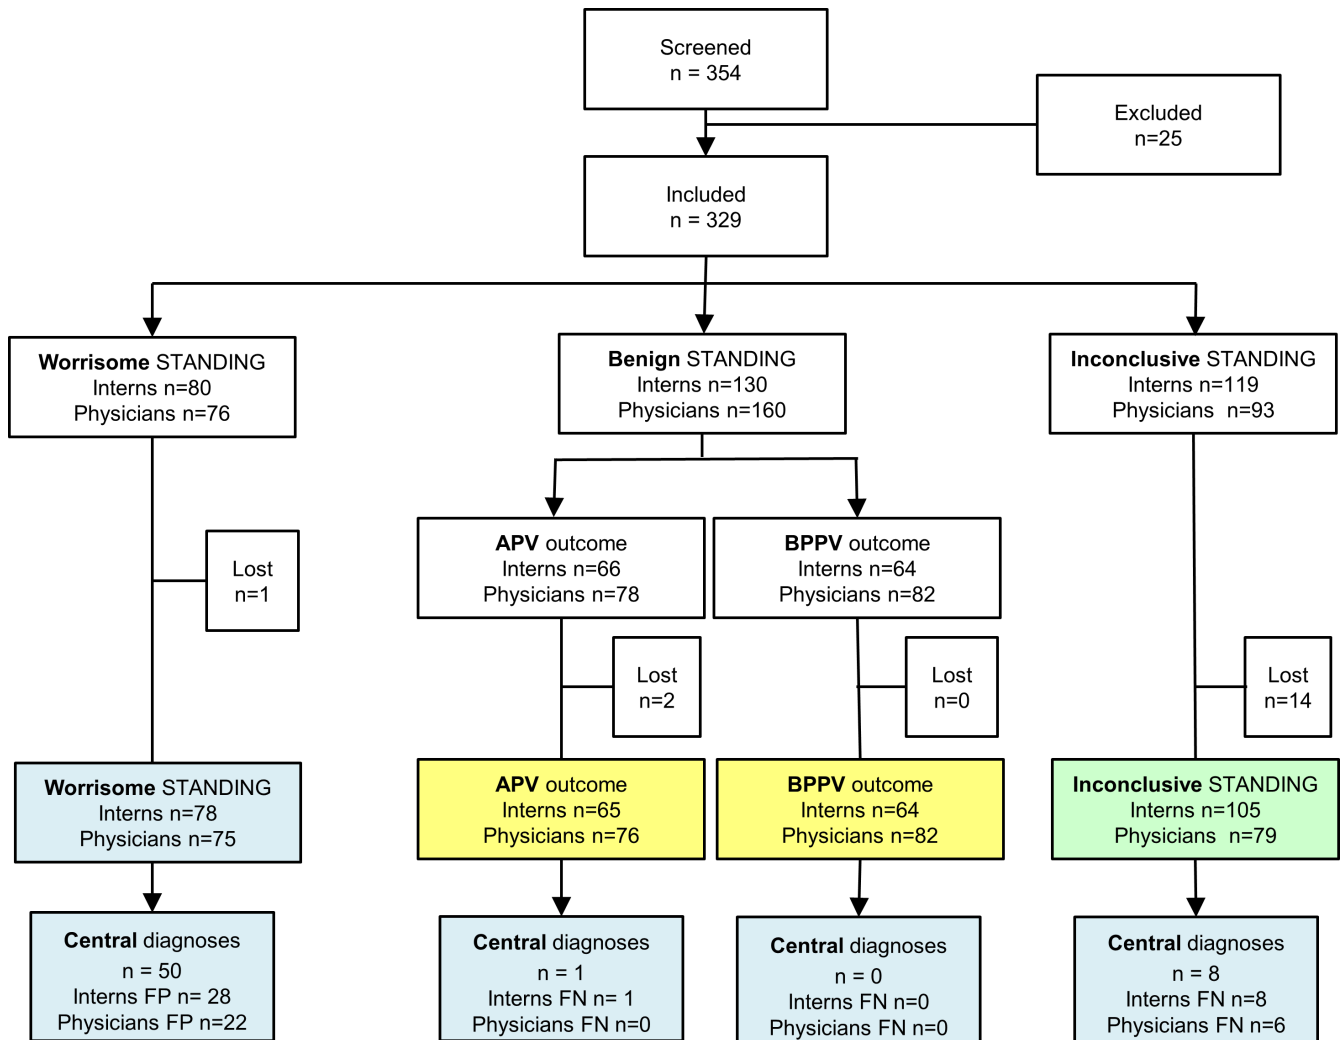 Screened
n = 354
Excluded
n=25
Included
n = 329
Worrisome STANDING
Interns n=80
Physicians n=76
Benign STANDING
Interns n=130
Physicians n=160
Inconclusive STANDING
Interns n=119
Physicians n=93
APV outcome
Interns n=66
Physicians n=78
BPPV outcome
Interns n=64
Physicians n=82
Lost
n=1
Lost
n=2
Lost
n=0
Lost
n=14
Worrisome STANDING
Interns n=78
Physicians n=75
APV outcome
Interns n=65
Physicians n=76
BPPV outcome
Interns n=64
Physicians n=82
Inconclusive STANDING
Interns n=105
Physicians n=79
Central diagnoses
n = 50
Interns FP n= 28
Physicians FP n=22
Central diagnoses
n = 1
Interns FN n= 1
Physicians FN n=0
Central diagnoses
n = 0
Interns FN n=0
Physicians FN n=0
Central diagnoses
n = 8
Interns FN n=8
Physicians FN n=6